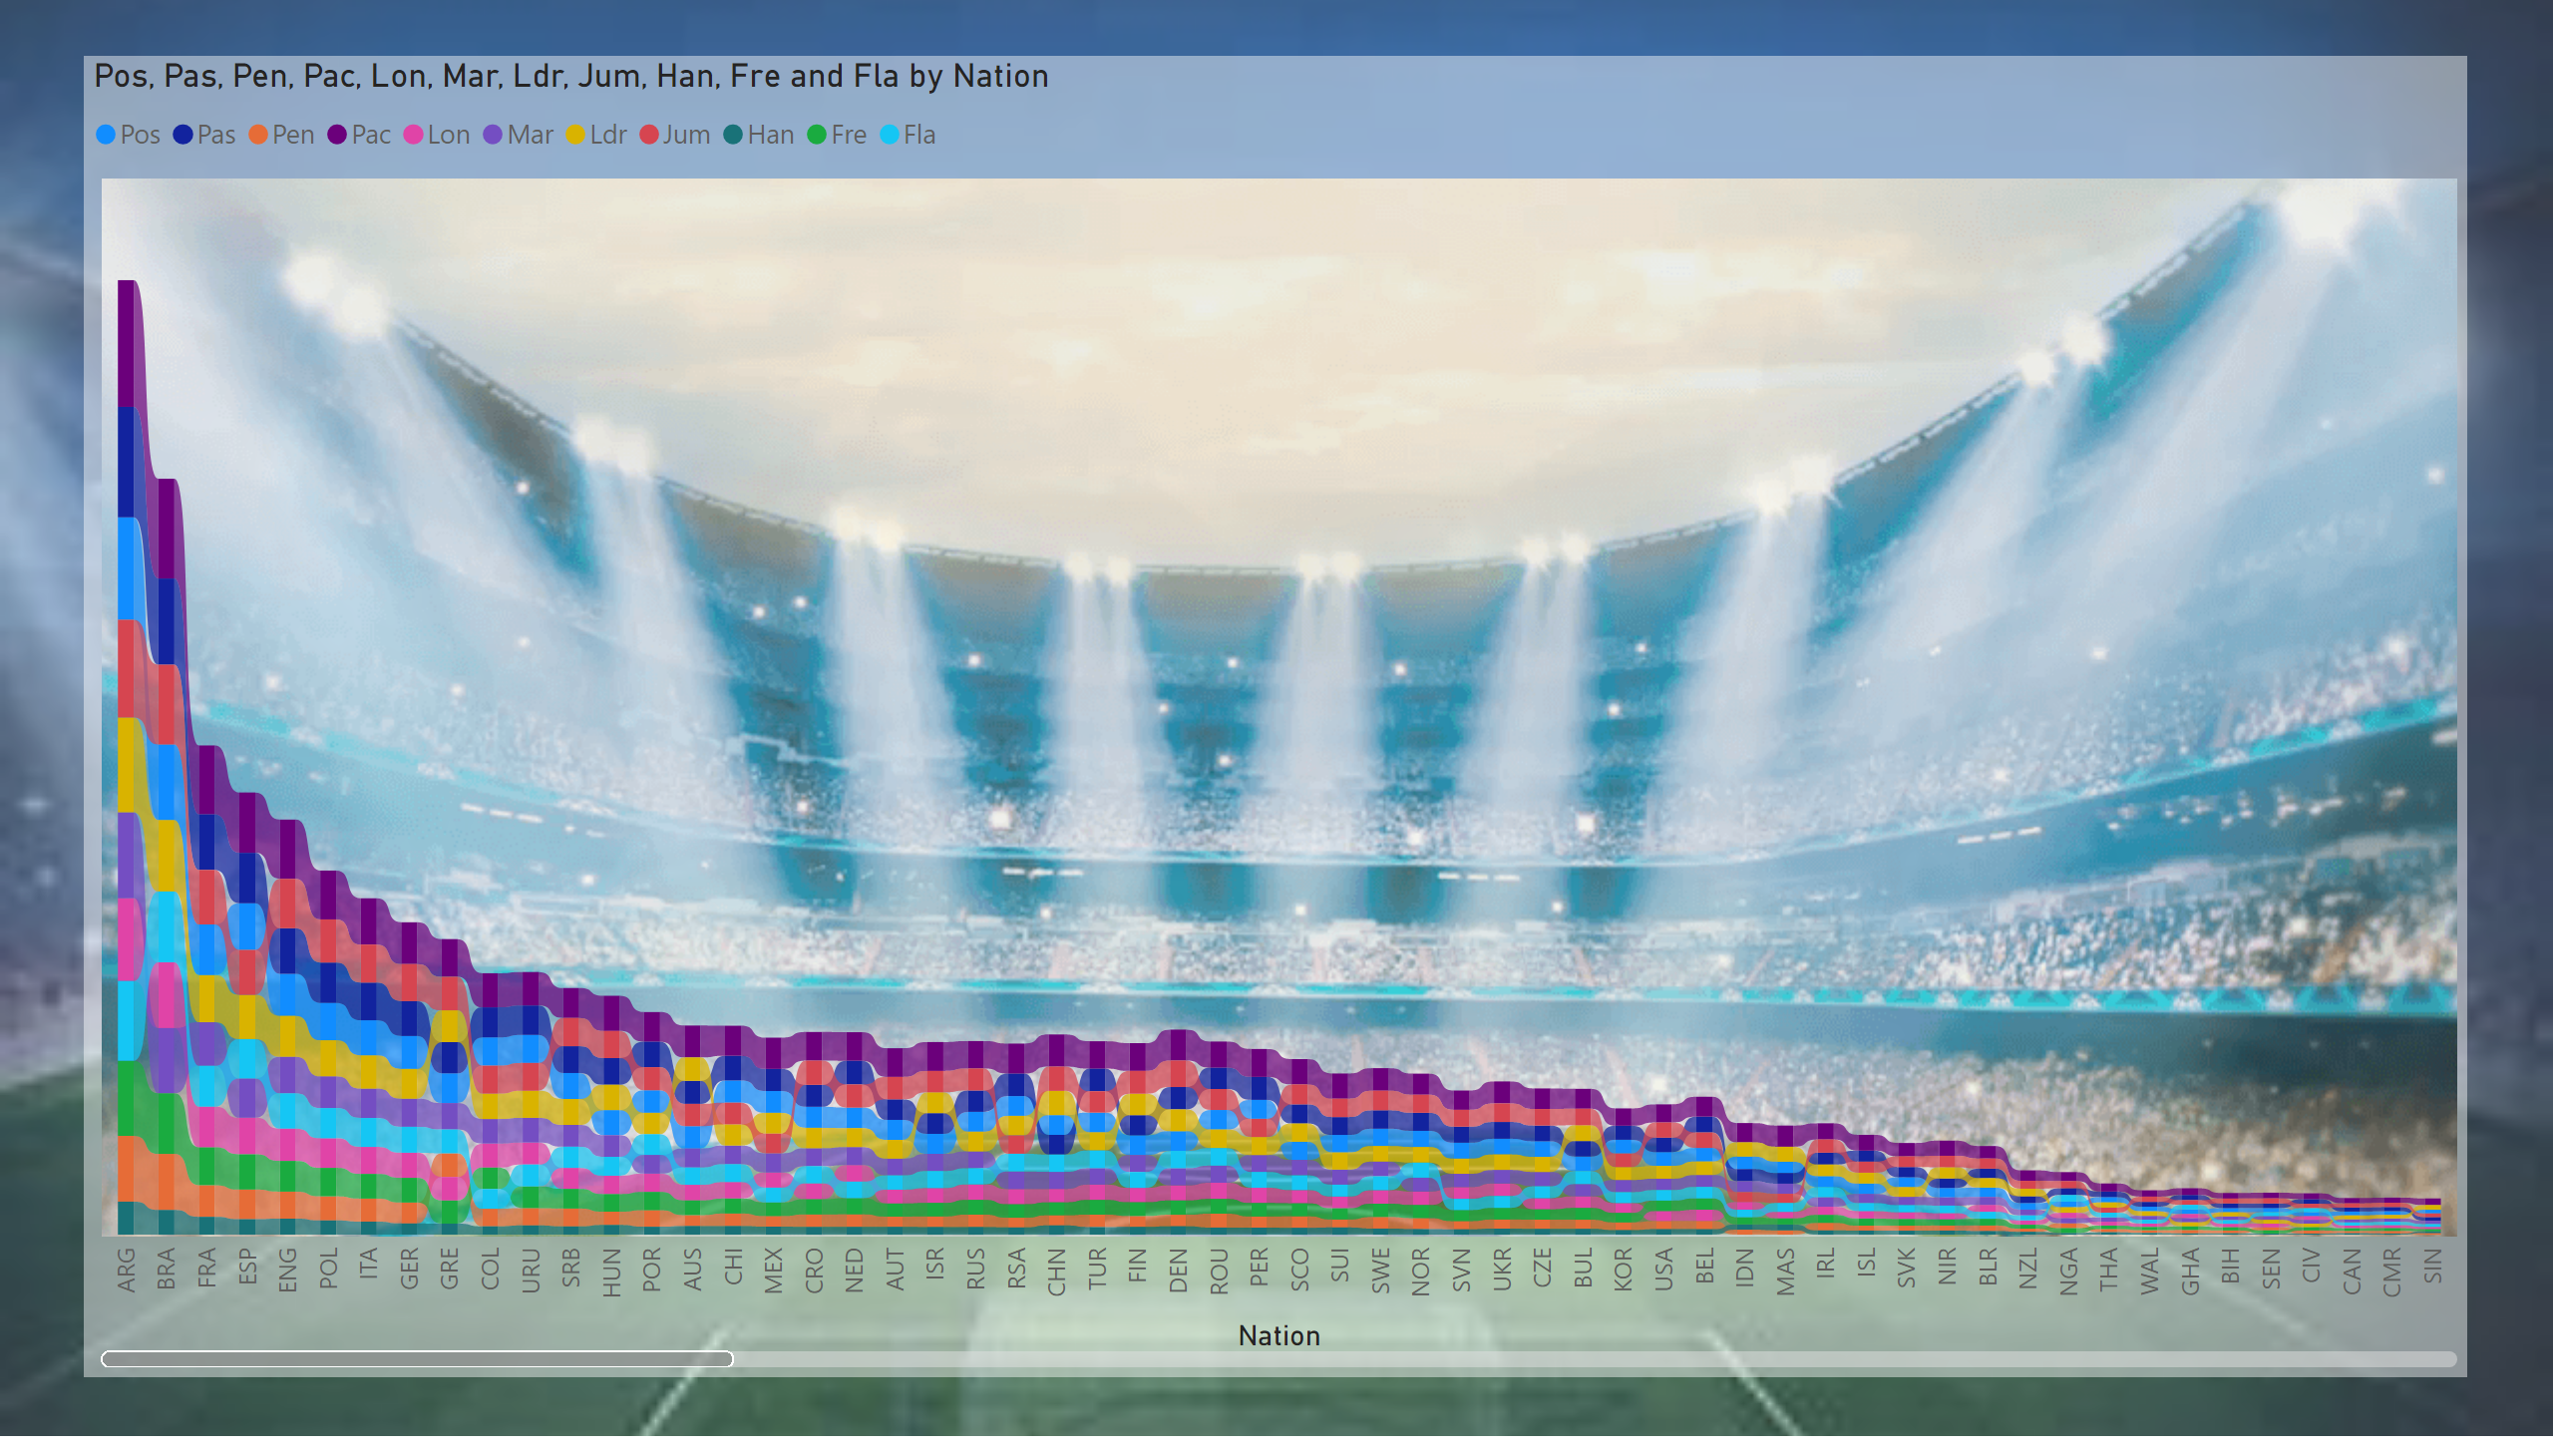 Pos, Pas, Pen, Pac, Lon, Mar, Ldr, Jum, Han, Fre and Fla by Nation
Pos Pas Pen Pac Lon Mar Ldr Jum Han Fre Fla
ARG BRA FRA ESP ENG POL ITA GER GRE COL URU SRB HUN POR AUS CHI MEX CRO NED AUT ISR RUS RSA CHN TUR FIN DEN ROU PER SCO SUI SWE NOR SVN UKR CZE BUL KOR USA BEL IDN MAS IRL ISL SVK NIR BLR NZL NGA THA WAL GHA BIH SEN CIV CAN CMR SIN
Nation